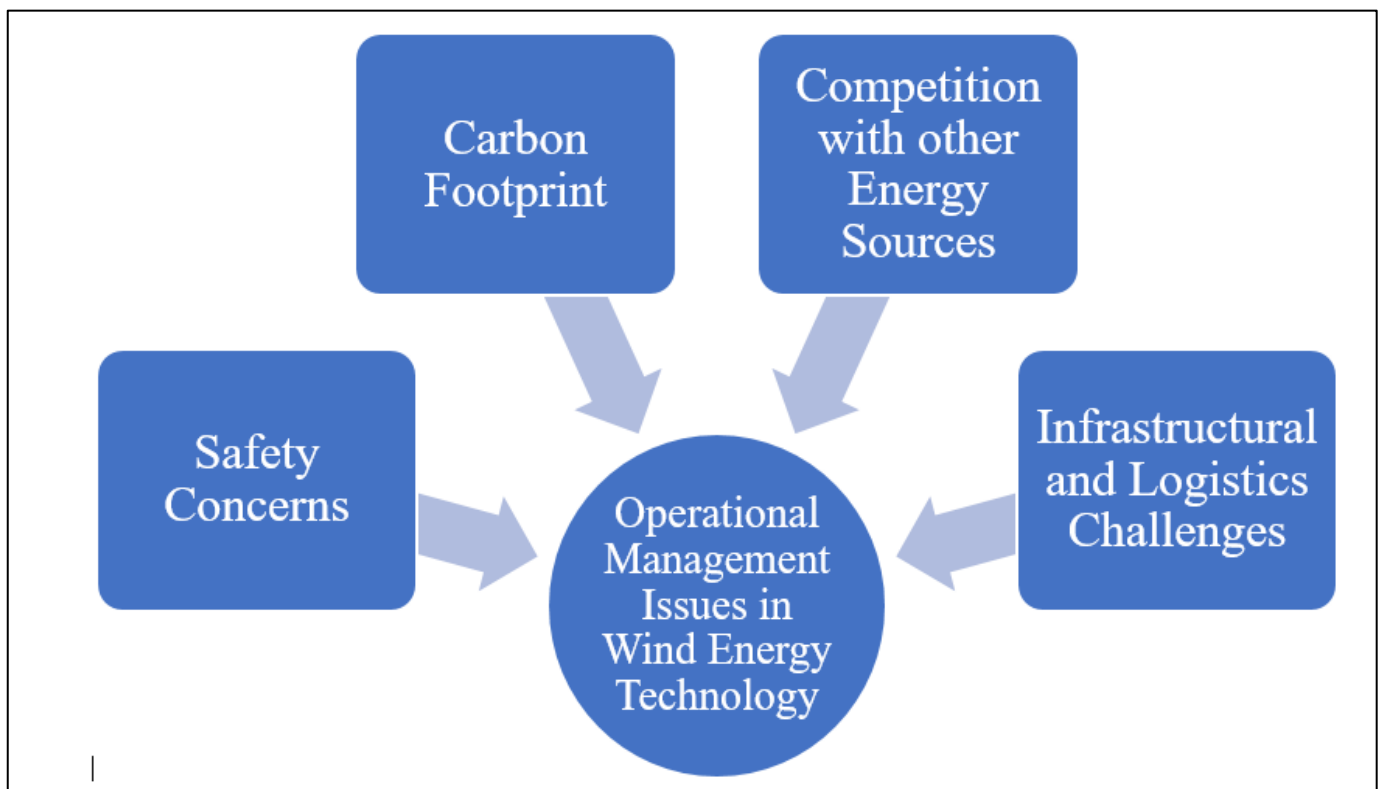 Carbon
Footprint
Competition
with other
Energy
Sources
Safety
Concerns
Infrastructural
and Logistics
Challenges
Operational
Management
Issues in
Wind Energy
Technology